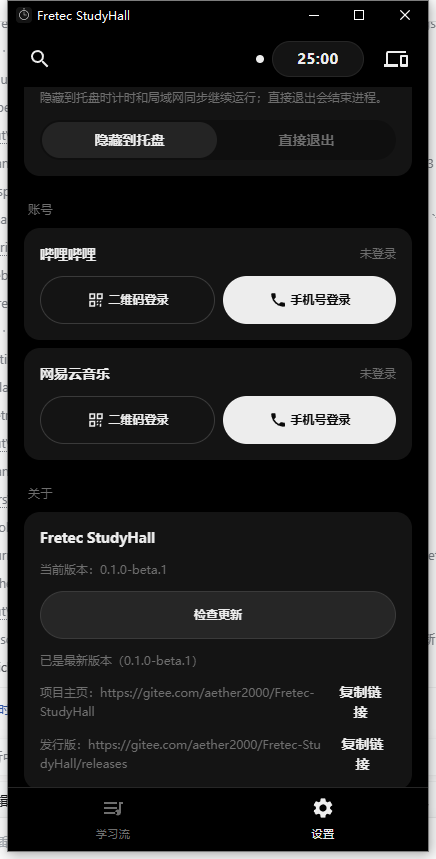 Fretec StudyHall
25:00
隐藏到托盘时计时和局域网同步继续运行；直接退出会结束进程。
隐藏到托盘
直接退出
账号
哔哩哔哩
未登录
二维码登录
手机号登录
网易云音乐
未登录
二维码登录
手机号登录
关于
Fretec StudyHall
当前版本：0.1.0-beta.1
检查更新
已是最新版本（0.1.0-beta.1）
项目主页：https://gitee.com/aether2000/Fretec-
StudyHall
复制链
接
发行版：https://gitee.com/aether2000/Fretec-Stu
dyHall/releases
复制链
接
学习流
设置